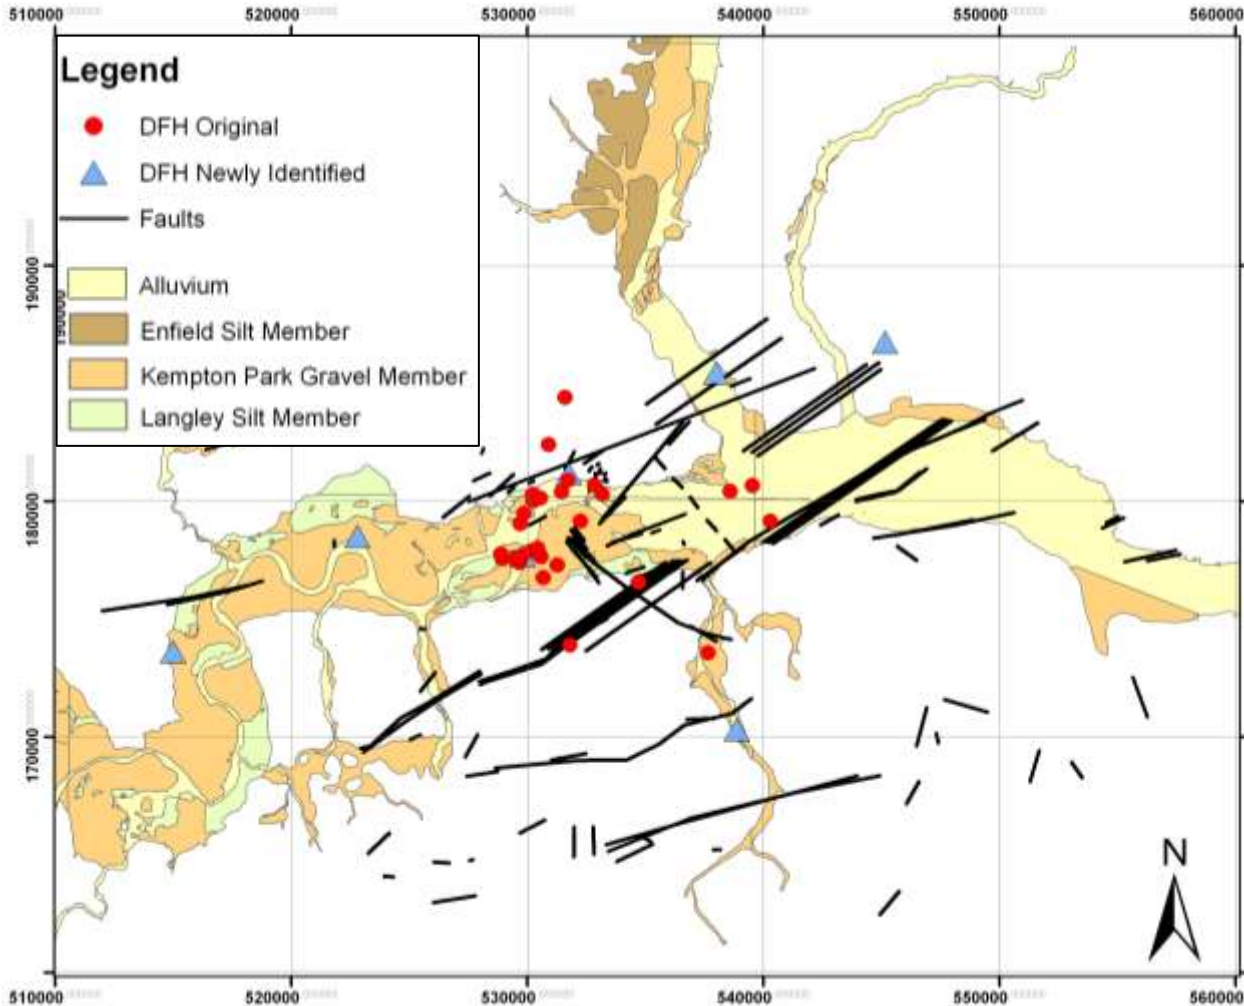 510000 520000 530000 540000 550000 560000
Legend
DFH Original
DFH Newly Identified
Faults
Alluvium
Enfield Silt Member
Kempton Park Gravel Member
Langley Silt Member
190000
180000
170000
N
510000 520000 530000 540000 550000 560000